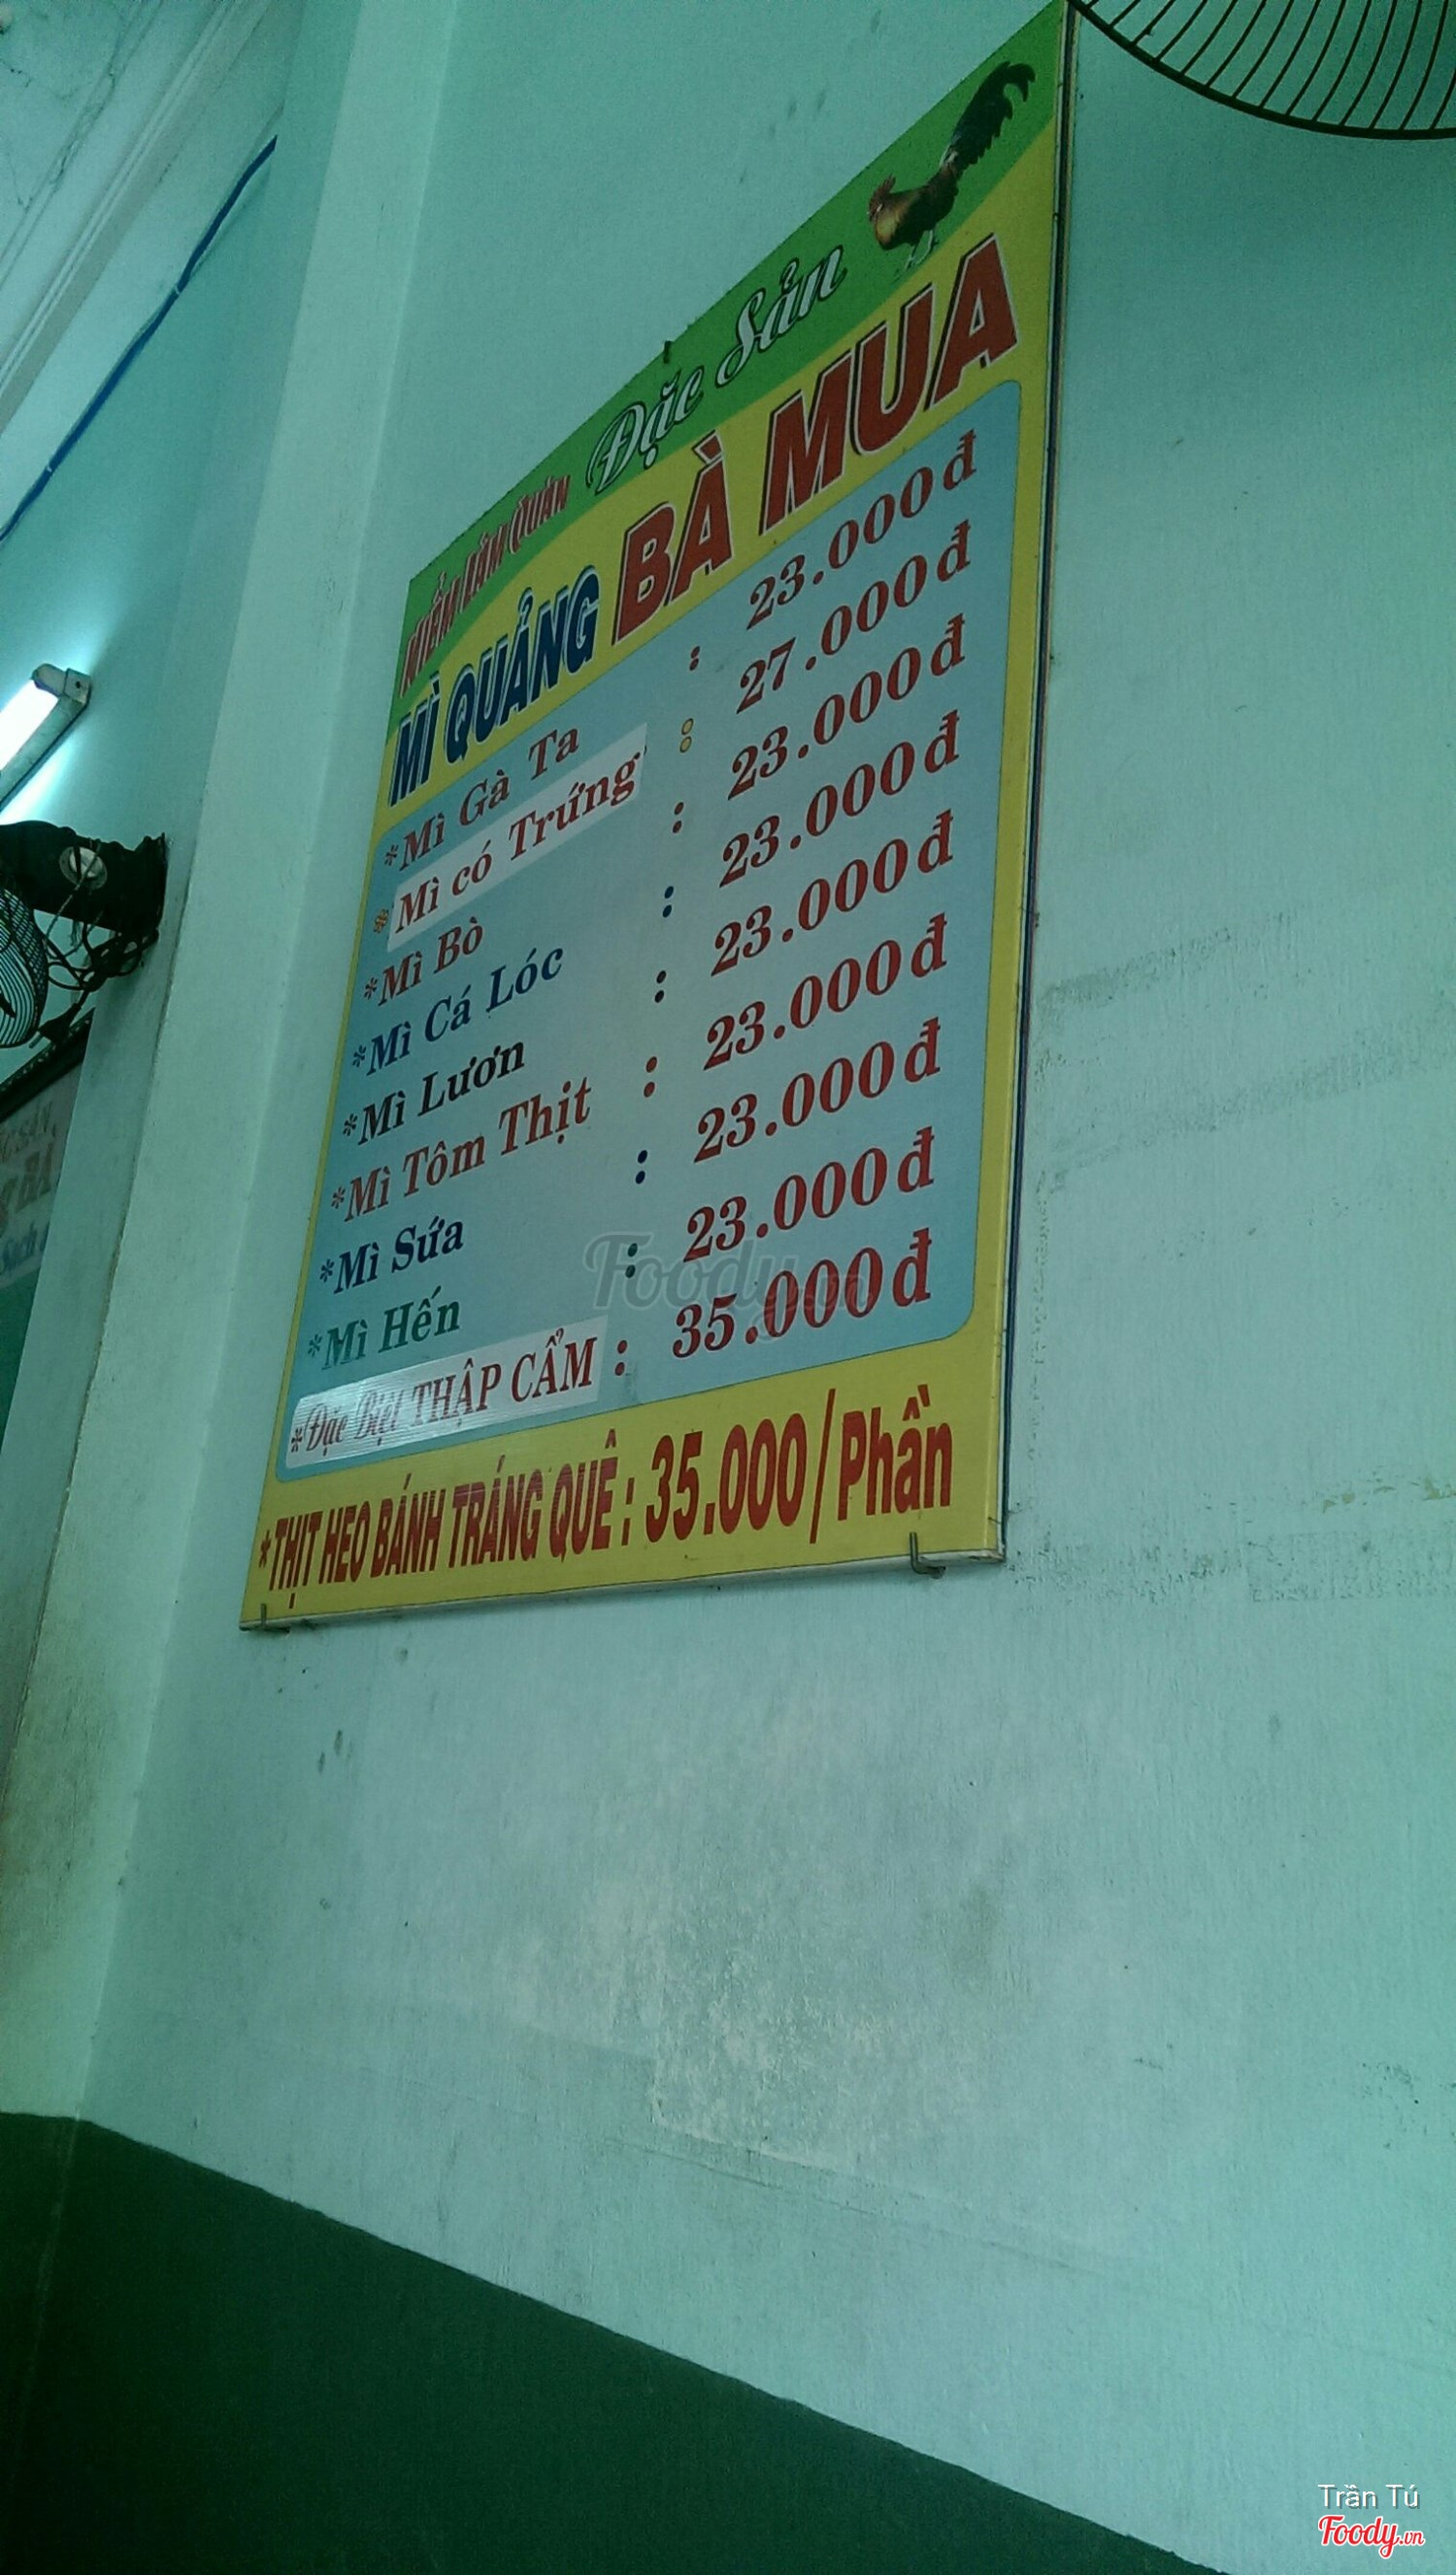 Đặc Sản
MÌ QUẢNG BÀ MUA
*Mì Gà Ta : 23.000đ
*Mì có Trứng : 27.000đ
*Mì Bò : 23.000đ
*Mì Cá Lóc : 23.000đ
*Mì Lươn : 23.000đ
*Mì Tôm Thịt : 23.000đ
*Mì Sứa : 23.000đ
*Mì Hến : 23.000đ
*Đặc Biệt THẬP CẨM : 35.000đ
*THỊT HEO BÁNH TRÁNG QUÊ : 35.000/Phần
Foody.vn
Trần Tú
Foody.vn